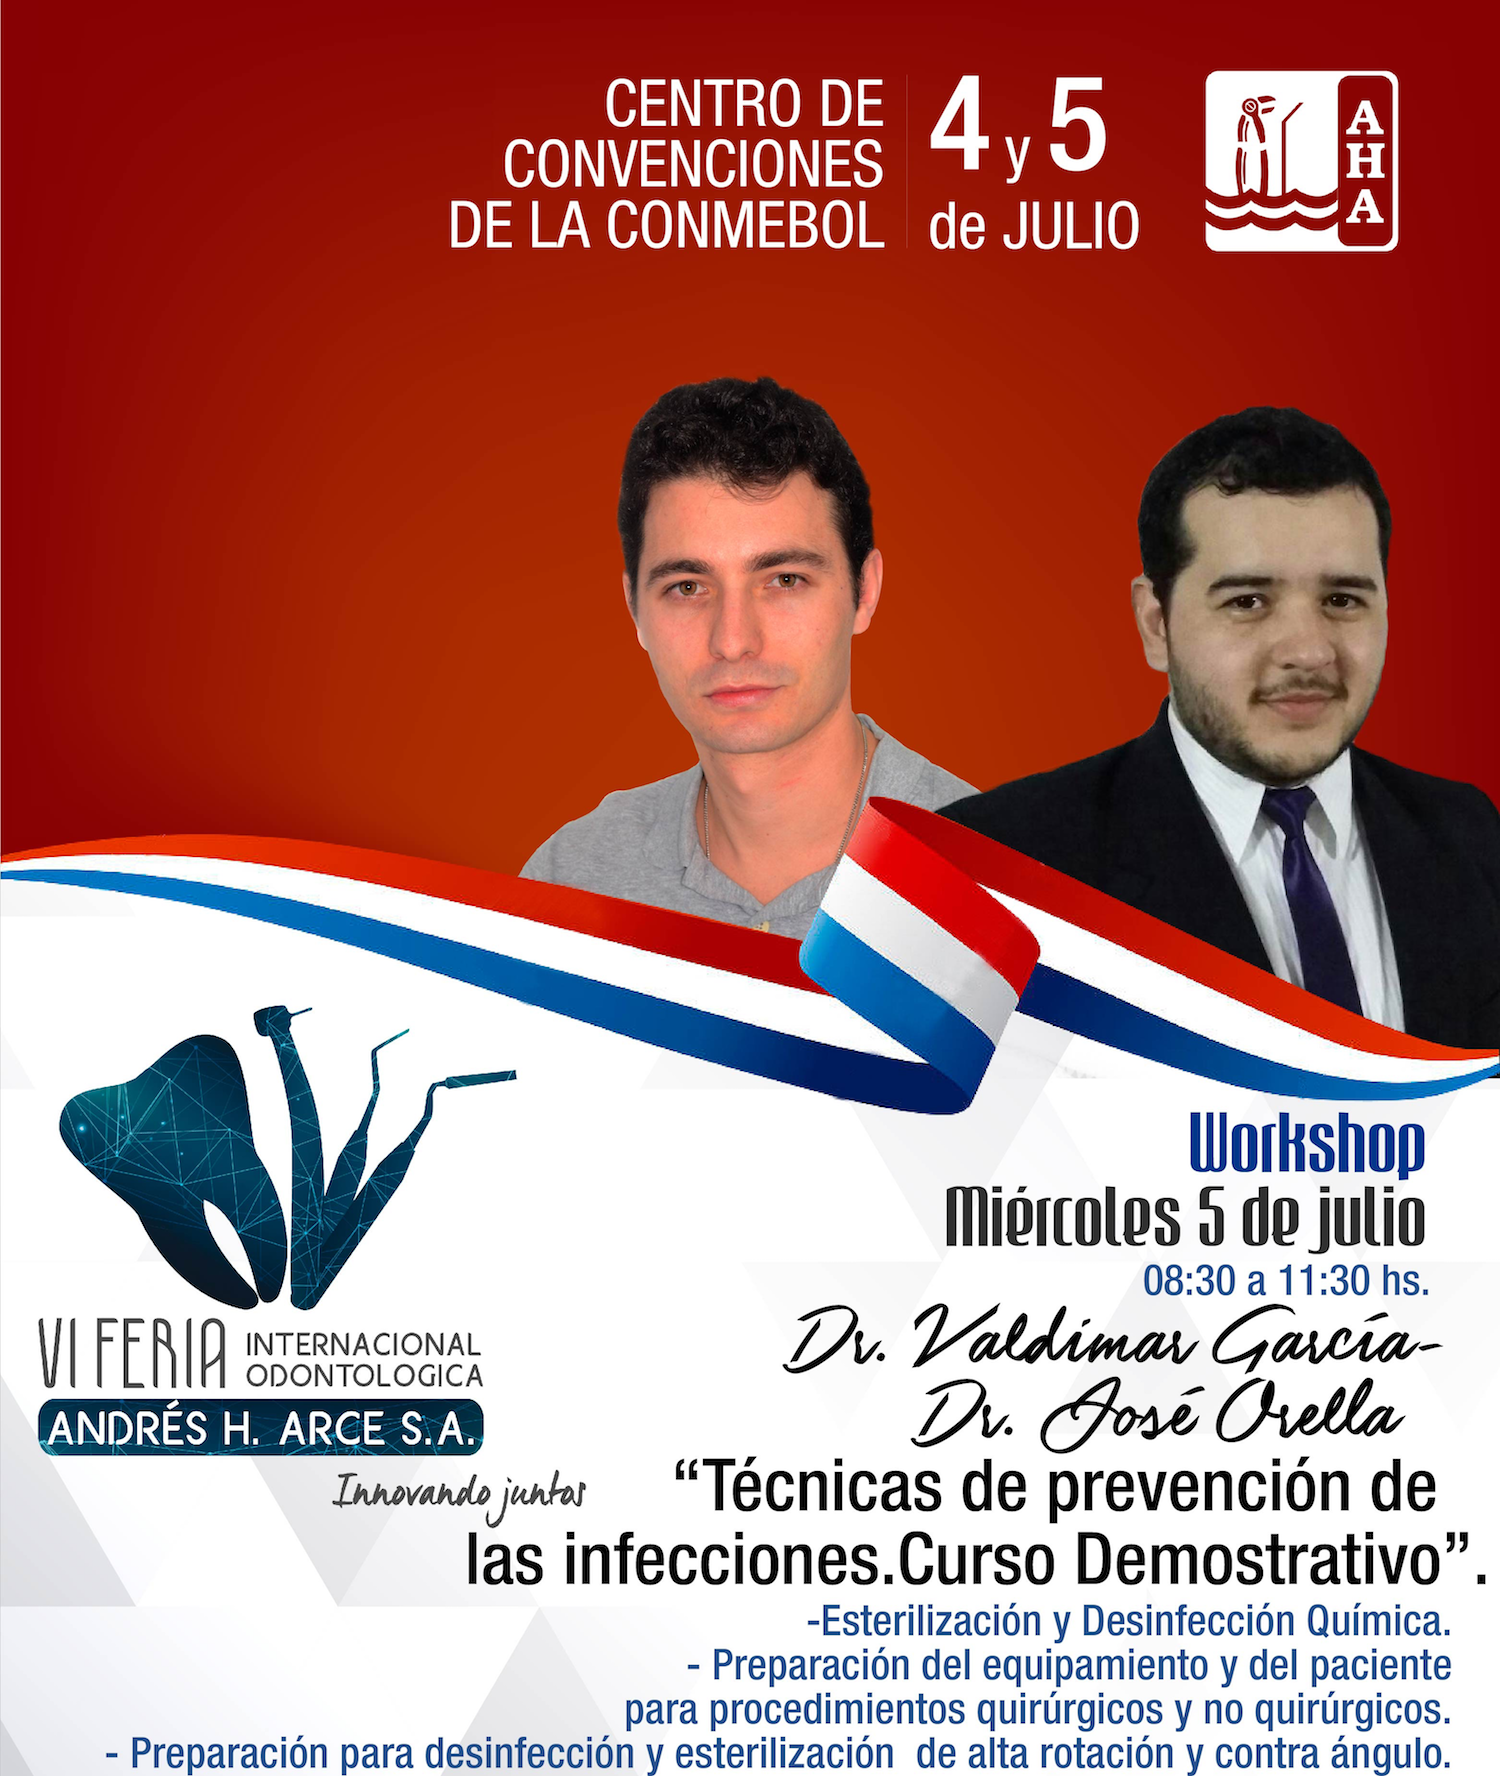 CENTRO DE
CONVENCIONES
DE LA CONMEBOL
4 y 5
de JULIO
AHA
Workshop
Miércoles 5 de julio
08:30 a 11:30 hs.
Dr. Valdimar García-
Dr. José Orella
VI FERIA INTERNACIONAL
ODONTOLOGICA
ANDRÉS H. ARCE S.A.
Innovando juntos
“Técnicas de prevención de
las infecciones.Curso Demostrativo”.
-Esterilización y Desinfección Química.
- Preparación del equipamiento y del paciente
para procedimientos quirúrgicos y no quirúrgicos.
- Preparación para desinfección y esterilización  de alta rotación y contra ángulo.